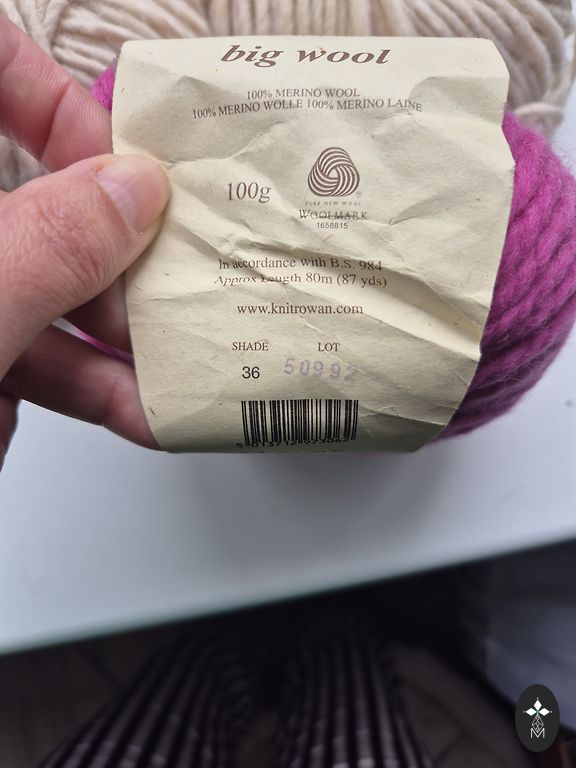 big wool
100% MERINO WOOL
100% MERINO WOLLE 100% MERINO LAINE
100g
PURE NEW WOOL
WOOLMARK
1658815
In accordance with B.S. 984
Approx Length 80m (87 yds)
www.knitrowan.com
SHADE LOT
36 50992
M